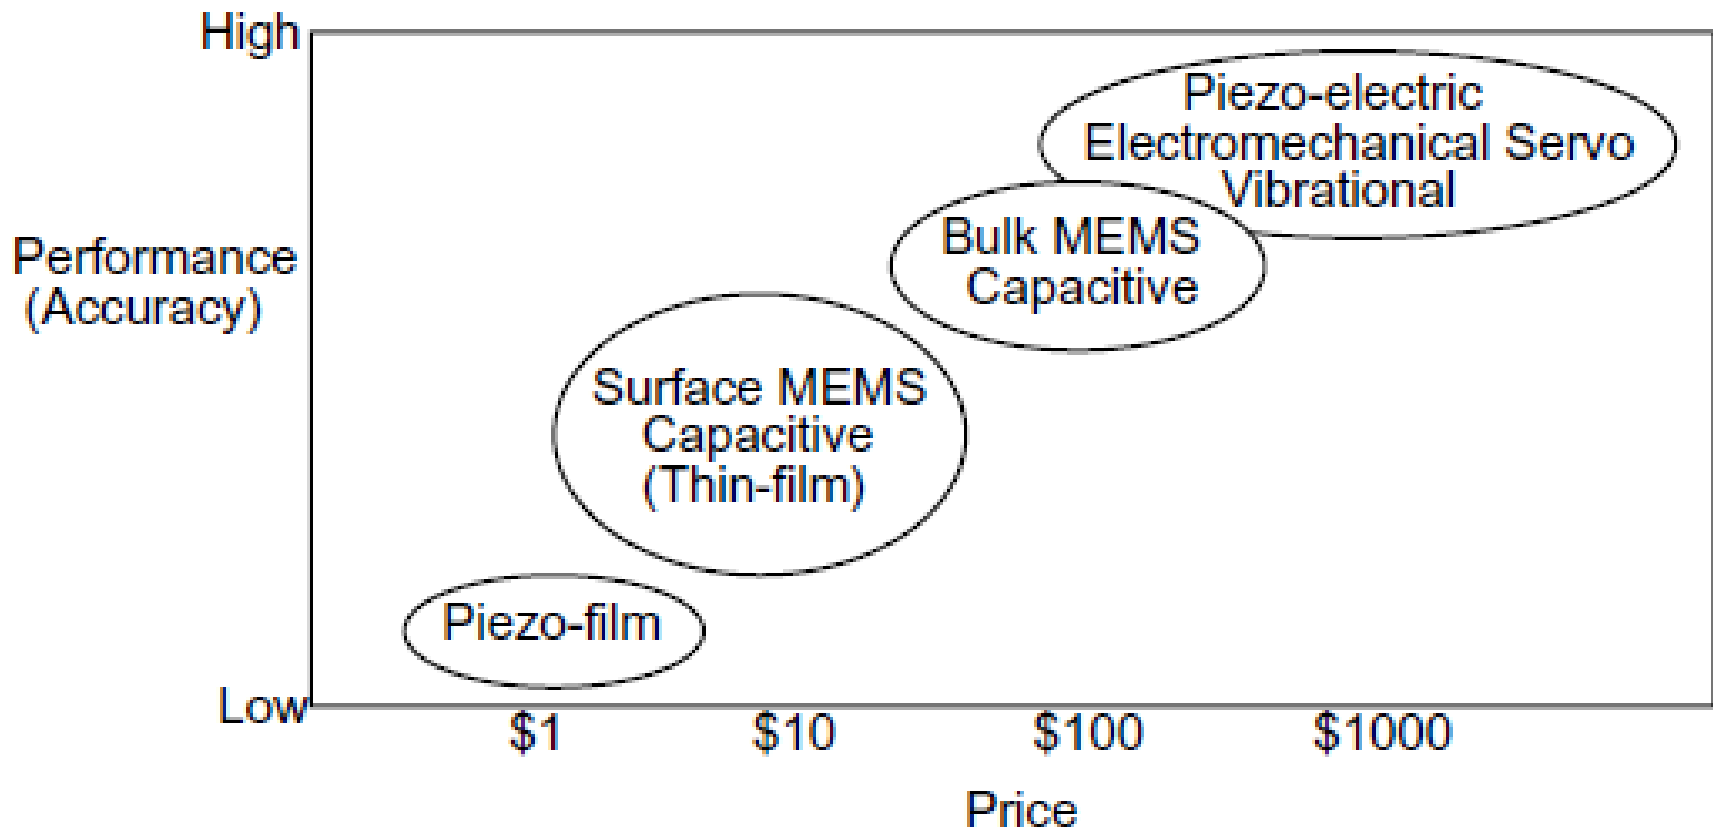 High
Piezo-electric
Electromechanical Servo
Vibrational
Performance
(Accuracy)
Bulk MEMS
Capacitive
Surface MEMS
Capacitive
(Thin-film)
Piezo-film
Low
$1
$10
$100
$1000
Price